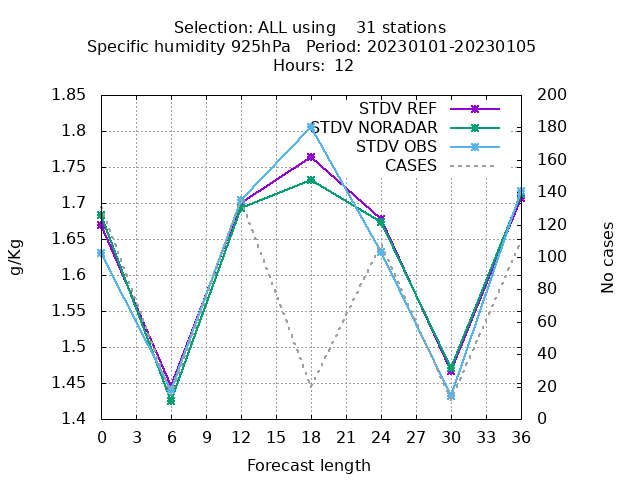 Selection: ALL using 31 stations
Specific humidity 925hPa Period: 20230101-20230105
Hours: 12
STDV REF
STDV NORADAR
STDV OBS
CASES
1.85
1.8
1.75
1.7
1.65
1.6
1.55
1.5
1.45
1.4
g/Kg
200
180
160
140
120
100
80
60
40
20
0
No cases
0 3 6 9 12 15 18 21 24 27 30 33 36
Forecast length